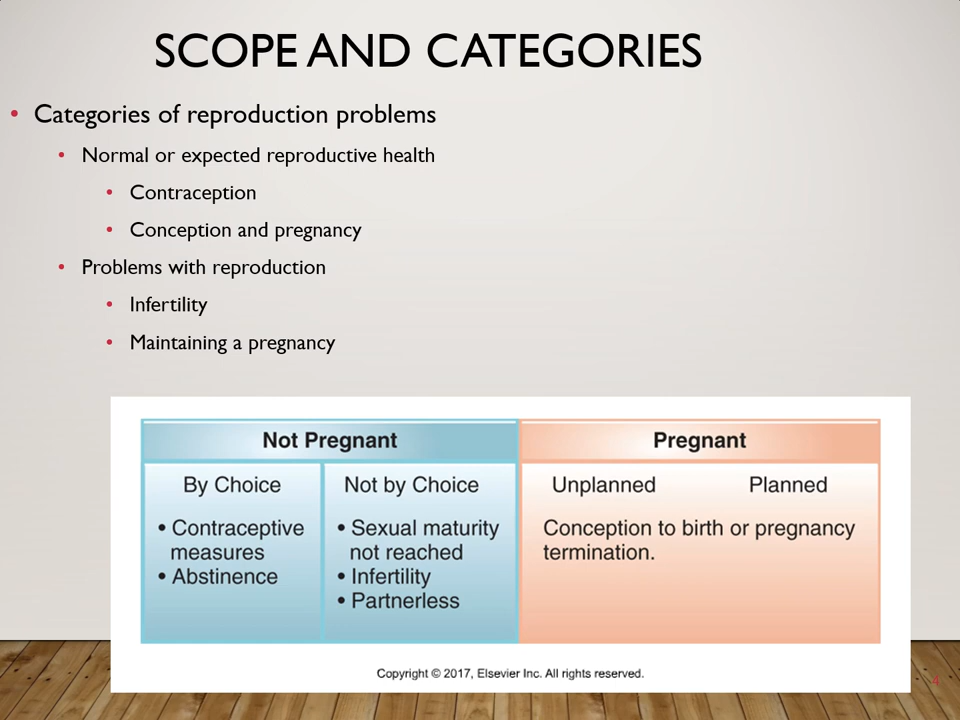 SCOPE AND CATEGORIES
• Categories of reproduction problems
• Normal or expected reproductive health
• Contraception
• Conception and pregnancy
• Problems with reproduction
• Infertility
• Maintaining a pregnancy
Not Pregnant
Pregnant
By Choice
• Contraceptive
measures
• Abstinence
Not by Choice
• Sexual maturity
not reached
• Infertility
• Partnerless
Unplanned
Planned
Conception to birth or pregnancy
termination.
Copyright © 2017, Elsevier Inc. All rights reserved.
4